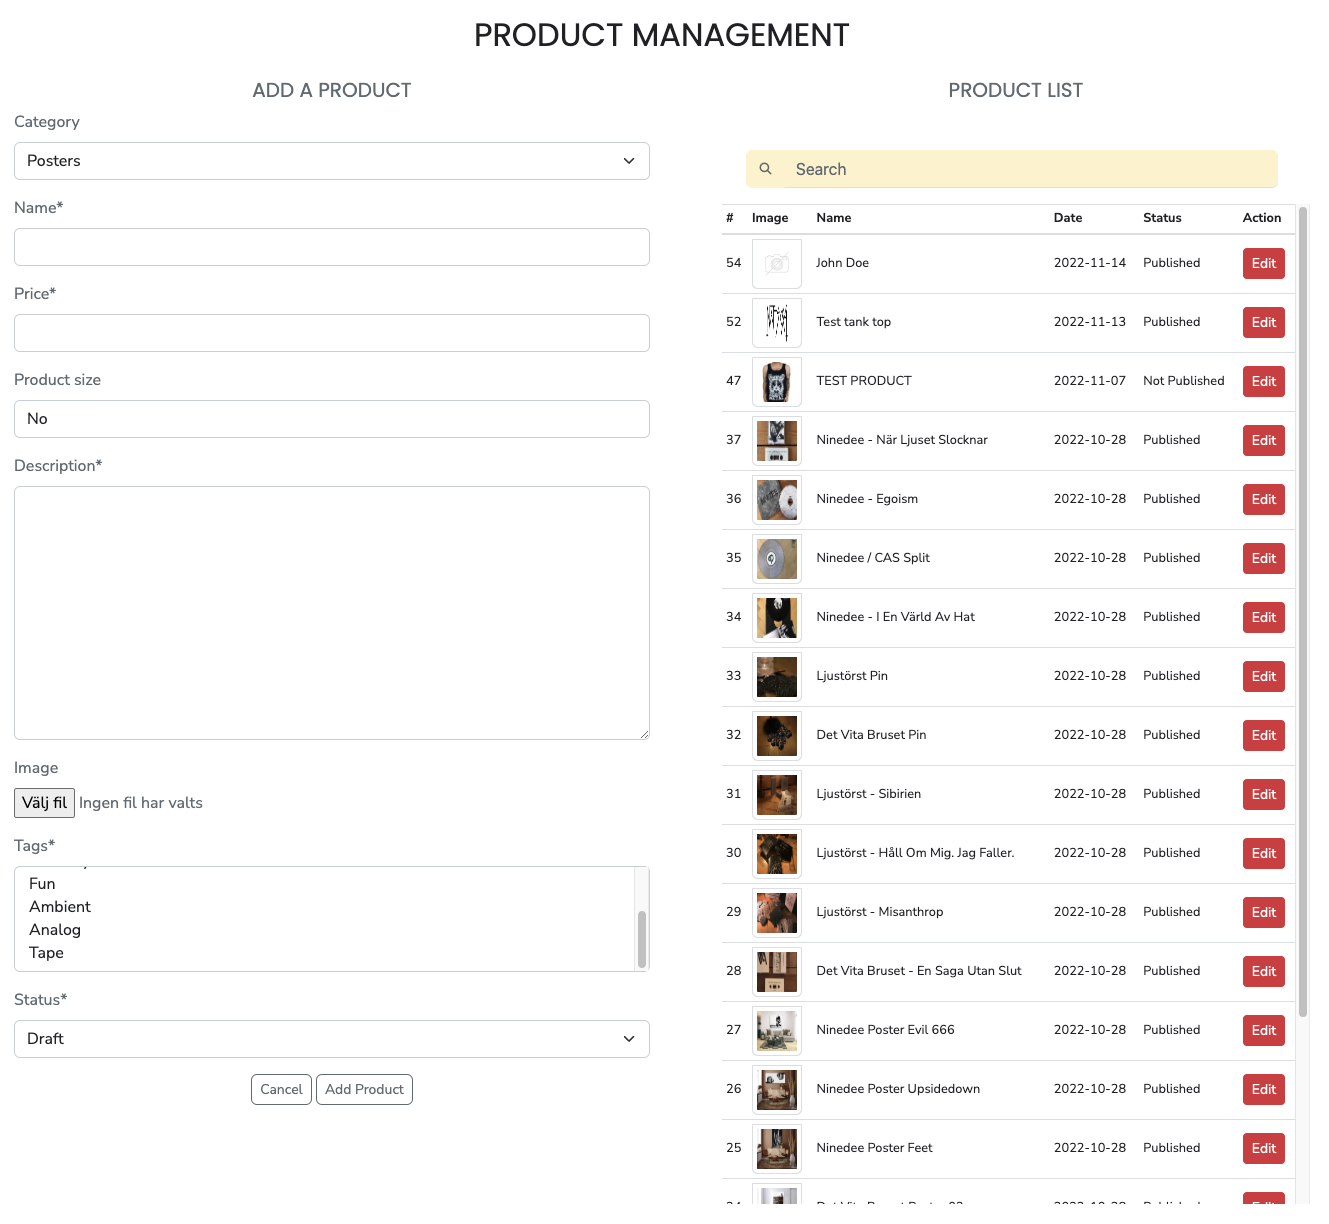 PRODUCT MANAGEMENT
ADD A PRODUCT
Category
Posters
Name*
Price*
Product size
No
Description*
Image
Välj fil Ingen fil har valts
Tags*
Fun
Ambient
Analog
Tape
Status*
Draft
Cancel Add Product
PRODUCT LIST
Search
# Image Name Date Status Action
54 John Doe 2022-11-14 Published Edit
52 Test tank top 2022-11-13 Published Edit
47 TEST PRODUCT 2022-11-07 Not Published Edit
37 Ninedee - När Ljuset Slocknar 2022-10-28 Published Edit
36 Ninedee - Egoism 2022-10-28 Published Edit
35 Ninedee / CAS Split 2022-10-28 Published Edit
34 Ninedee - I En Värld Av Hat 2022-10-28 Published Edit
33 Ljustörst Pin 2022-10-28 Published Edit
32 Det Vita Bruset Pin 2022-10-28 Published Edit
31 Ljustörst - Sibirien 2022-10-28 Published Edit
30 Ljustörst - Håll Om Mig. Jag Faller. 2022-10-28 Published Edit
29 Ljustörst - Misanthrop 2022-10-28 Published Edit
28 Det Vita Bruset - En Saga Utan Slut 2022-10-28 Published Edit
27 Ninedee Poster Evil 666 2022-10-28 Published Edit
26 Ninedee Poster Upsidedown 2022-10-28 Published Edit
25 Ninedee Poster Feet 2022-10-28 Published Edit